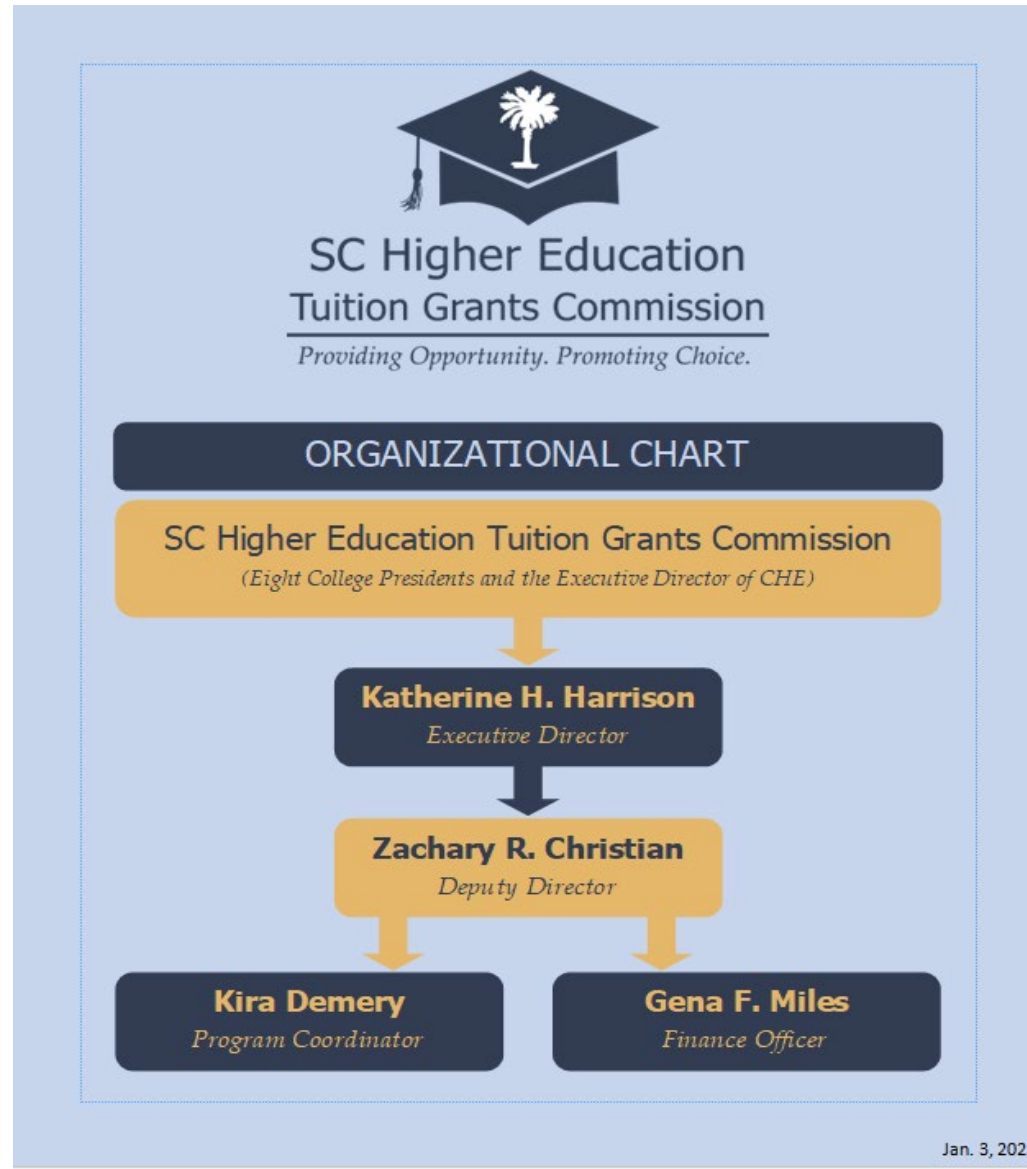 SC Higher Education
Tuition Grants Commission
Providing Opportunity. Promoting Choice.
ORGANIZATIONAL CHART
SC Higher Education Tuition Grants Commission
(Eight College Presidents and the Executive Director of CHE)
Katherine H. Harrison
Executive Director
Zachary R. Christian
Deputy Director
Kira Demery
Program Coordinator
Gena F. Miles
Finance Officer
Jan. 3, 202